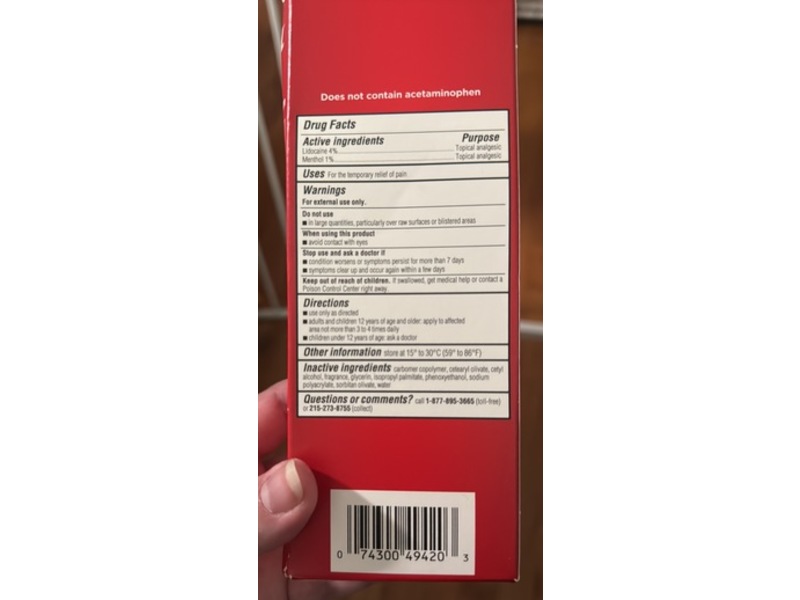 Does not contain acetaminophen
Drug Facts
Active ingredients Purpose
Lidocaine 4% Topical analgesic
Menthol 1% Topical analgesic
Uses For the temporary relief of pain
Warnings
For external use only.
Do not use
■ in large quantities, particularly over raw surfaces or blistered areas
When using this product
■ avoid contact with eyes
Stop use and ask a doctor if
■ condition worsens or symptoms persist for more than 7 days
■ symptoms clear up and occur again within a few days
Keep out of reach of children. If swallowed, get medical help or contact a
Poison Control Center right away.
Directions
■ use only as directed
■ adults and children 12 years of age and older: apply to affected
area not more than 3 to 4 times daily
■ children under 12 years of age: ask a doctor
Other information store at 15° to 30°C (59° to 86°F)
Inactive ingredients carbomer copolymer, cetearyl olivate, cetyl
alcohol, fragrance, glycerin, isopropyl palmitate, phenoxyethanol, sodium
polyacrylate, sorbitan olivate, water
Questions or comments? call 1-877-895-3665 (toll-free)
or 215-273-8755 (collect)
0 74300 49420 3